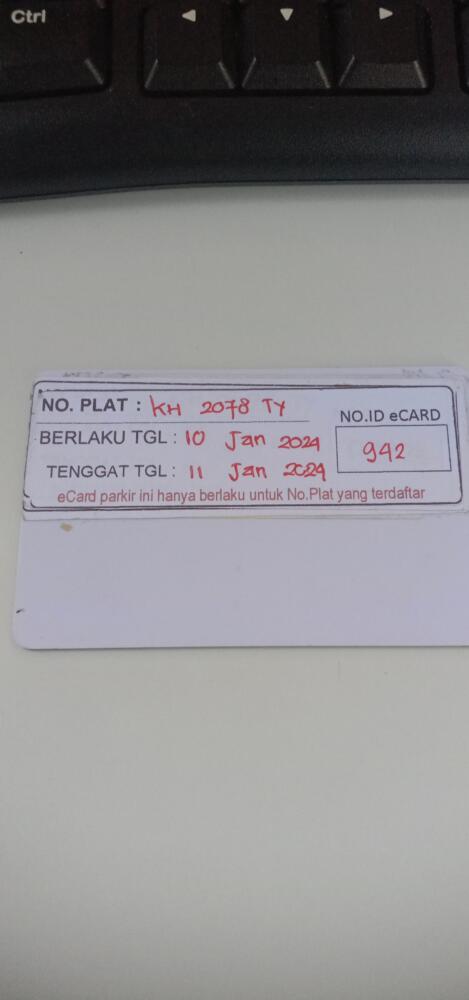 Ctrl
NO. PLAT : KH 2078 TY
NO.ID eCARD
BERLAKU TGL : 10 Jan 2024
942
TENGGAT TGL : 11 Jan 2024
eCard parkir ini hanya berlaku untuk No.Plat yang terdaftar